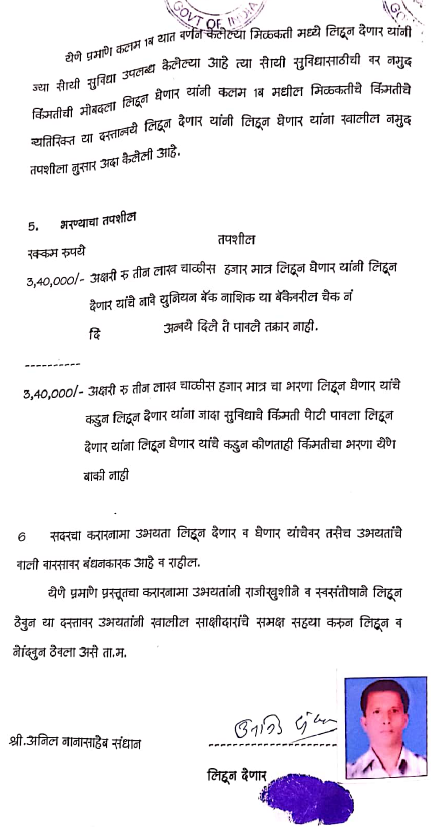 GOVT OF INDIA
येणे प्रमाणे कलम १ब यात वर्णन केलेल्या मिळकती मध्ये लिहून देणार यांनी
ज्या सोयी सुविधा उपलब्ध केलेल्या आहे त्या सोयी सुविधासाठीची वर नमुद
किंमतीची मोबदला लिहून घेणार यांनी कलम १ब मधील मिळकतीचे किंमतीचे
व्यतिरिक्त या दस्तान्वये लिहून देणार यांनी लिहून घेणार यांना खालील नमुद
तपशीला नुसार अदा केलेली आहे.
5. भरण्याचा तपशील
रक्कम रुपये तपशील
3,40,000/- अक्षरी रु तीन लाख चाळीस हजार मात्र लिहून घेणार यांनी लिहून
देणार यांचे नावे युनियन बँक नाशिक या बँकेवरील चेक नं
दि अन्वये दिले ते पावले तक्रार नाही.
----------
3,40,000/- अक्षरी रु तीन लाख चाळीस हजार मात्र चा भरणा लिहून घेणार यांचे
कडुन लिहून देणार यांना जादा सुविधाचे किंमती पोटी पावला लिहून
देणार यांना लिहून घेणार यांचे कडुन कोणताही किंमतीचा भरणा येणे
बाकी नाही
6 सदरचा करारनामा उभयता लिहून देणार व घेणार यांचेवर तसेच उभयतांचे
वाली वारसावर बंधनकारक आहे व राहील.
येणे प्रमाणे प्रस्तूतचा करारनामा उभयतांनी राजीखुशीने व स्वसंतोषाने लिहून
ठेवुन या दस्तावर उभयतांनी खालील साक्षीदारांचे समक्ष सहया करुन लिहून व
नोंदवुन ठेवला असे ता.म.
श्री.अनिल नानासाहेब संधान
लिहून देणार